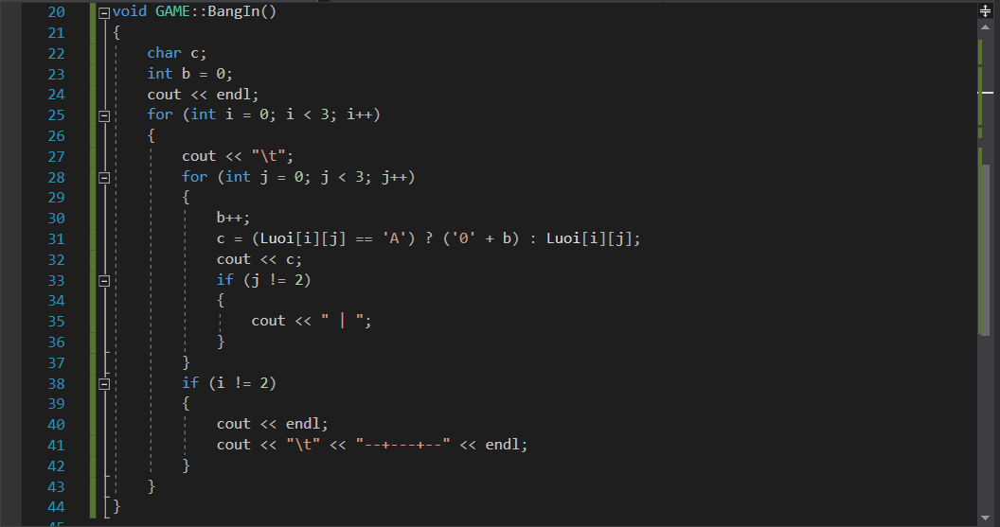 20 void GAME::BangIn()
21 {
22 char c;
23 int b = 0;
24 cout << endl;
25 for (int i = 0; i < 3; i++)
26 {
27 cout << "\t";
28 for (int j = 0; j < 3; j++)
29 {
30 b++;
31 c = (Luoi[i][j] == 'A') ? ('0' + b) : Luoi[i][j];
32 cout << c;
33 if (j != 2)
34 {
35 cout << " | ";
36 }
37 }
38 if (i != 2)
39 {
40 cout << endl;
41 cout << "\t" << "--+---+--" << endl;
42 }
43 }
44 }